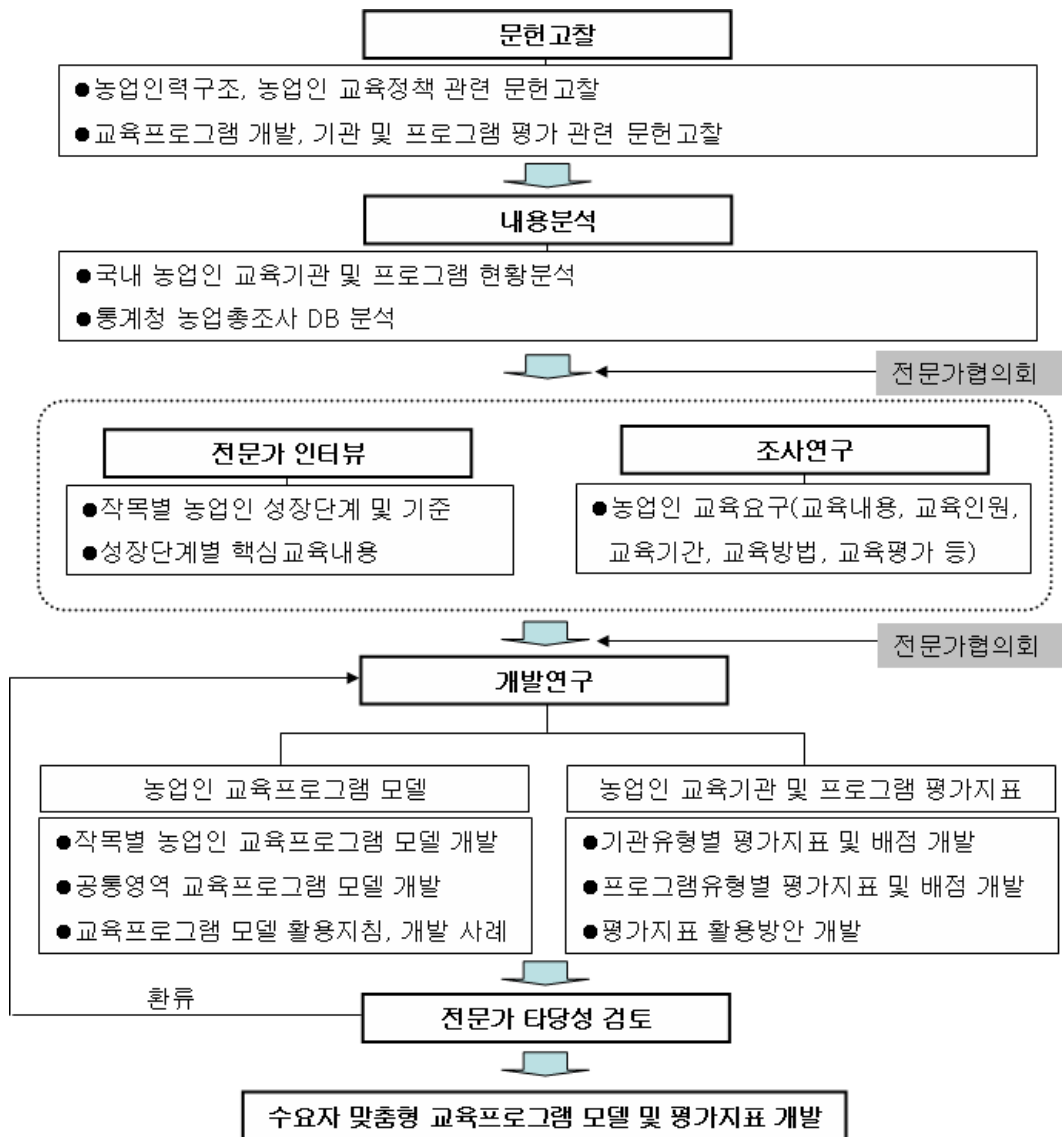 문헌고찰
●농업인력구조, 농업인 교육정책 관련 문헌고찰
●교육프로그램 개발, 기관 및 프로그램 평가 관련 문헌고찰
내용분석
●국내 농업인 교육기관 및 프로그램 현황분석
●통계청 농업총조사 DB 분석
전문가협의회
전문가 인터뷰
●작목별 농업인 성장단계 및 기준
●성장단계별 핵심교육내용
조사연구
●농업인 교육요구(교육내용, 교육인원,
교육기간, 교육방법, 교육평가 등)
전문가협의회
개발연구
농업인 교육프로그램 모델
●작목별 농업인 교육프로그램 모델 개발
●공통영역 교육프로그램 모델 개발
●교육프로그램 모델 활용지침, 개발 사례
농업인 교육기관 및 프로그램 평가지표
●기관유형별 평가지표 및 배점 개발
●프로그램유형별 평가지표 및 배점 개발
●평가지표 활용방안 개발
환류
전문가 타당성 검토
수요자 맞춤형 교육프로그램 모델 및 평가지표 개발